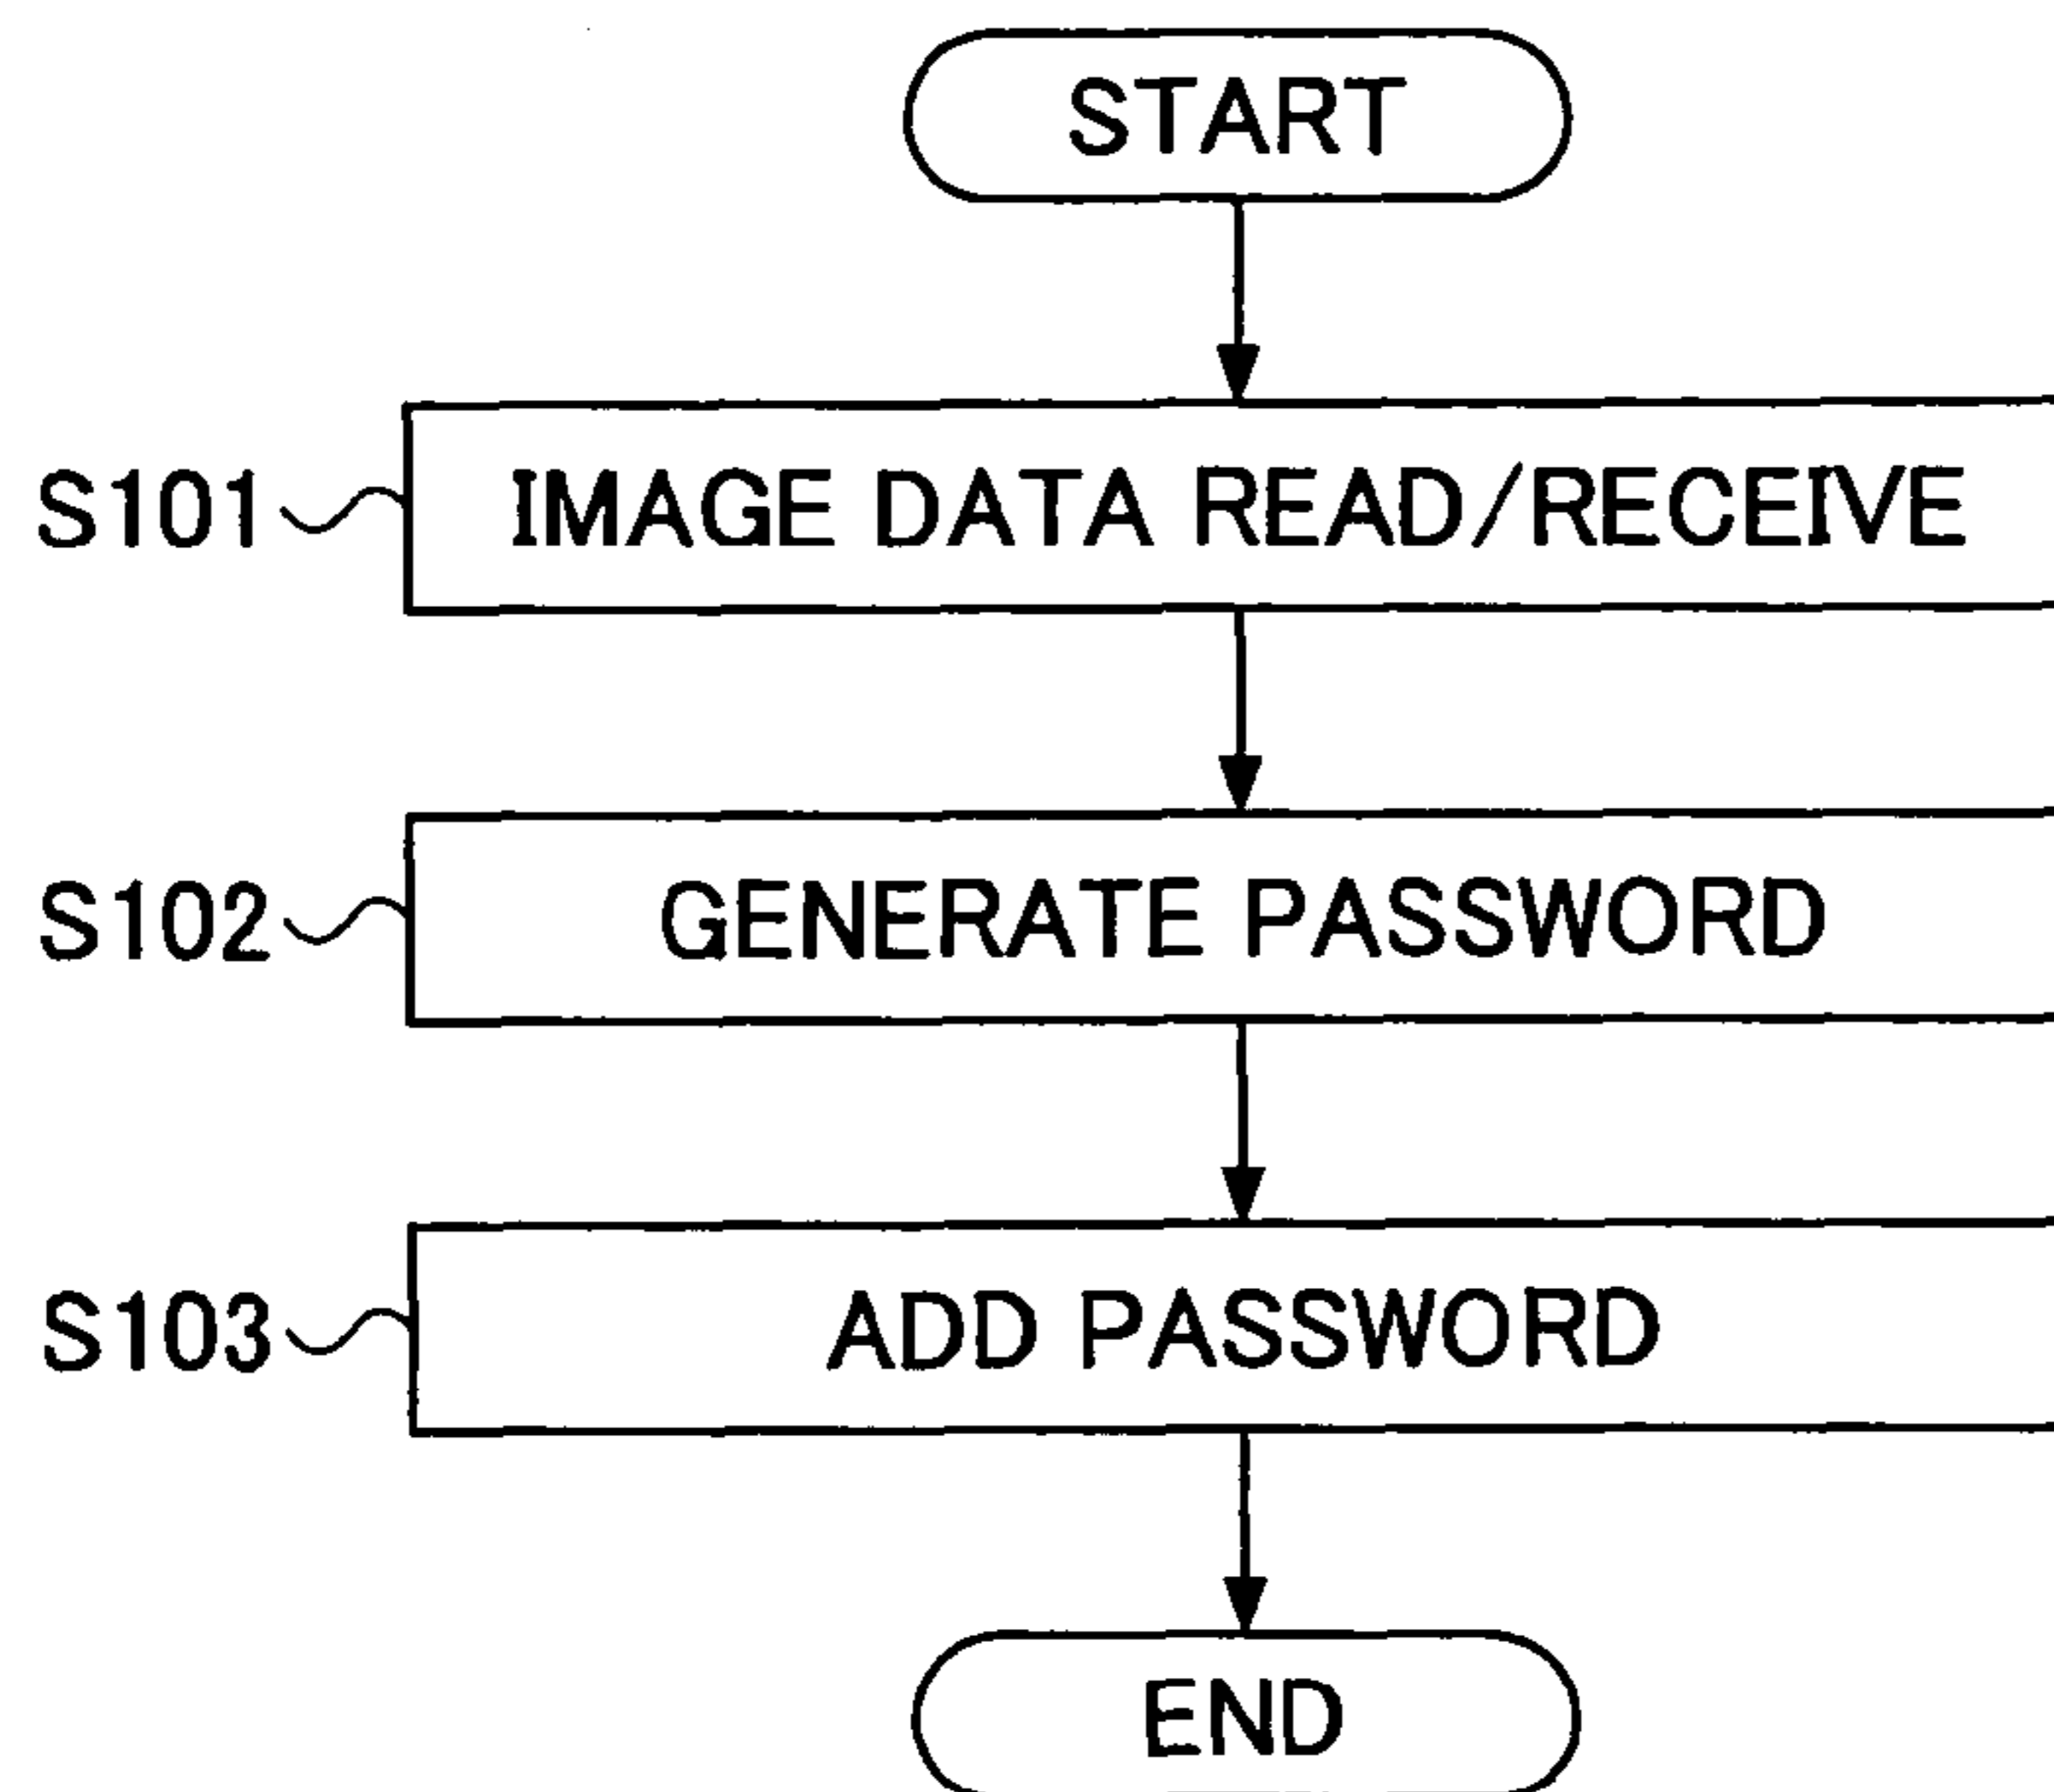 START
S101 IMAGE DATA READ/RECEIVE
S102 GENERATE PASSWORD
S103 ADD PASSWORD
END